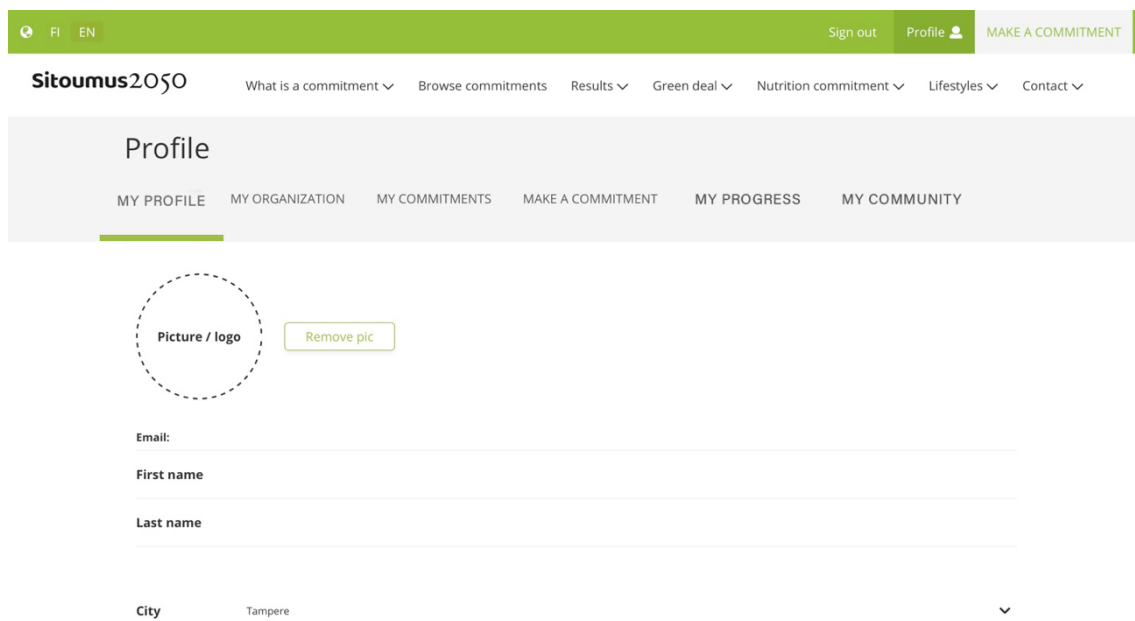 FI EN Sign out Profile MAKE A COMMITMENT
Sitoumus2050 What is a commitment Browse commitments Results Green deal Nutrition commitment Lifestyles Contact
Profile
MY PROFILE MY ORGANIZATION MY COMMITMENTS MAKE A COMMITMENT MY PROGRESS MY COMMUNITY
Picture / logo Remove pic
Email:
First name
Last name
City Tampere